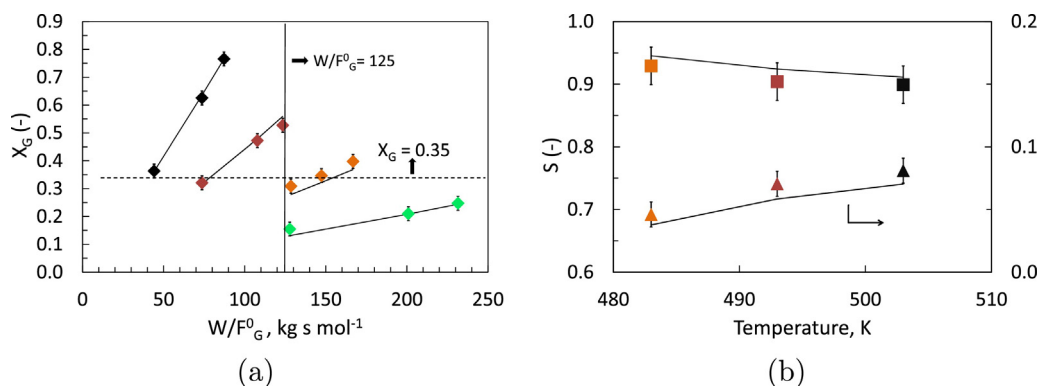 0.9
0.8
0.7
0.6
0.5
0.4
0.3
0.2
0.1
0.0
X_G (-)
W/F⁰_G= 125
X_G = 0.35
0 50 100 150 200 250
W/F⁰_G , kg s mol⁻¹
(a)
1.0
0.9
0.8
0.7
0.6
S (-)
0.2
0.1
0.0
480 490 500 510
Temperature, K
(b)